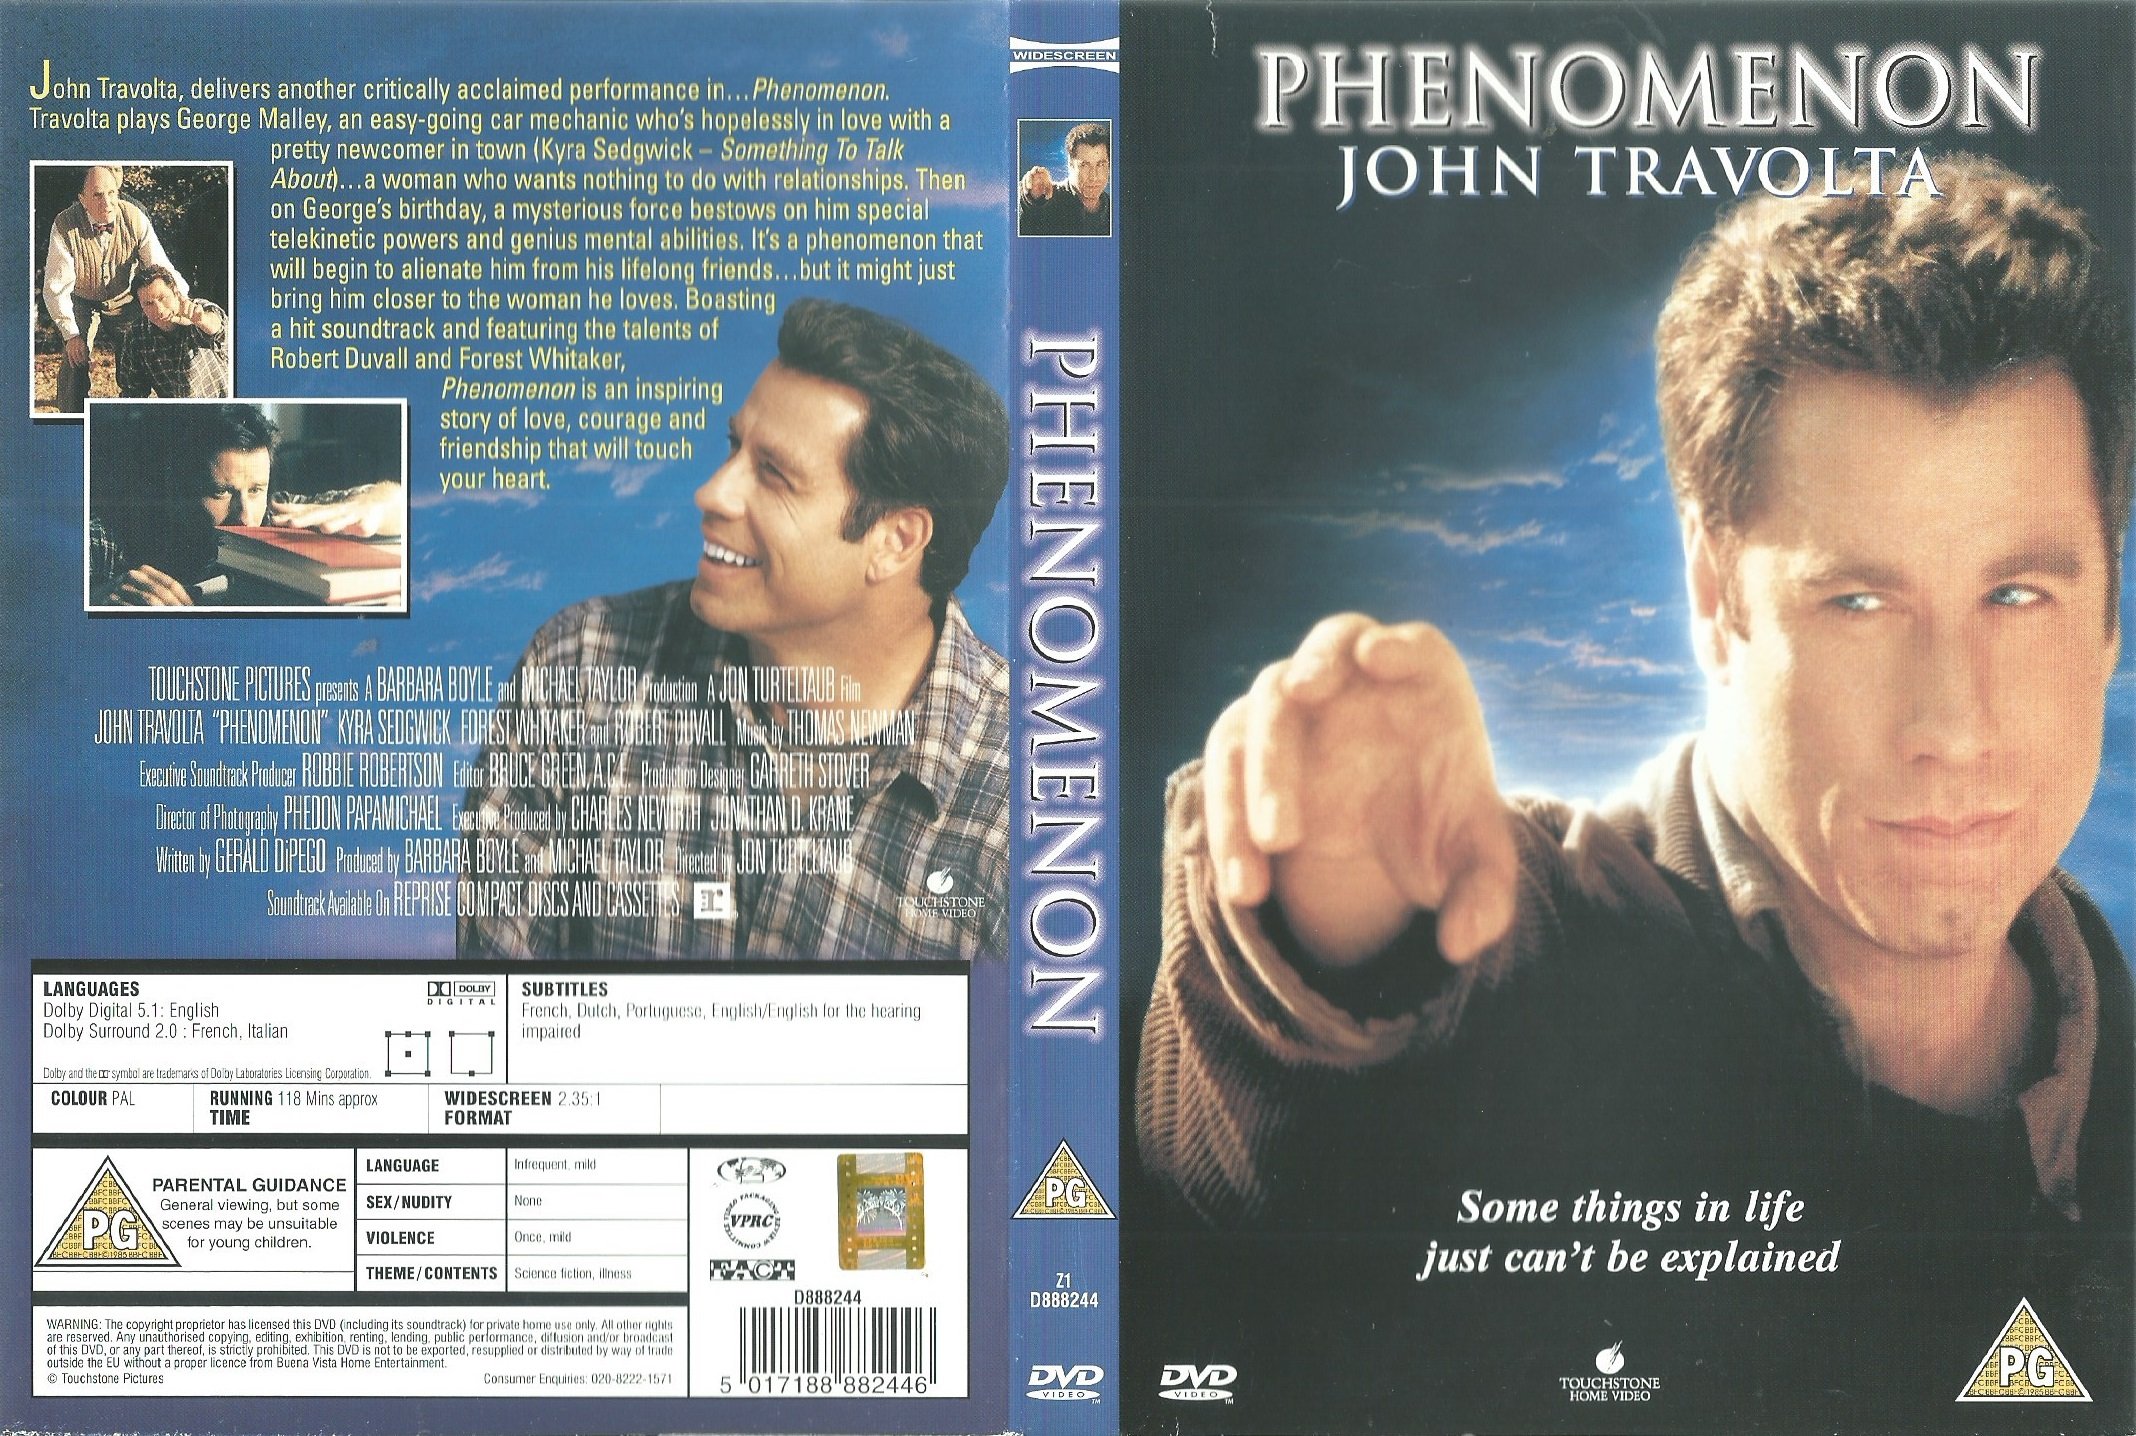 John Travolta, delivers another critically acclaimed performance in...Phenomenon.
Travolta plays George Malley, an easy-going car mechanic who's hopelessly in love with a
pretty newcomer in town (Kyra Sedgwick – Something To Talk
About)...a woman who wants nothing to do with relationships. Then
on George's birthday, a mysterious force bestows on him special
telekinetic powers and genius mental abilities. It's a phenomenon that
will begin to alienate him from his lifelong friends...but it might just
bring him closer to the woman he loves. Boasting
a hit soundtrack and featuring the talents of
Robert Duvall and Forest Whitaker,
Phenomenon is an inspiring
story of love, courage and
friendship that will touch
your heart.
TOUCHSTONE PICTURES presents A BARBARA BOYLE and MICHAEL TAYLOR Production A JON TURTELTAUB Film
JOHN TRAVOLTA "PHENOMENON" KYRA SEDGWICK FOREST WHITAKER and ROBERT DUVALL Music by THOMAS NEWMAN
Executive Soundtrack Producer ROBBIE ROBERTSON Editor BRUCE GREEN, A.C.E. Production Designer GARRETH STOVER
Director of Photography PHEDON PAPAMICHAEL Executive Produced by CHARLES NEWIRTH JONATHAN D. KRANE
Written by GERALD DiPEGO Produced by BARBARA BOYLE and MICHAEL TAYLOR Directed by JON TURTELTAUB
Soundtrack Available On REPRISE COMPACT DISCS AND CASSETTES
TOUCHSTONE
HOME VIDEO
LANGUAGES
Dolby Digital 5.1: English
Dolby Surround 2.0 : French, Italian
DOLBY
DIGITAL
Dolby and the symbol are trademarks of Dolby Laboratories Licensing Corporation.
SUBTITLES
French, Dutch, Portuguese, English/English for the hearing
impaired
COLOUR PAL
RUNNING 118 Mins approx
TIME
WIDESCREEN 2.35:1
FORMAT
PG
PARENTAL GUIDANCE
General viewing, but some
scenes may be unsuitable
for young children.
LANGUAGE Infrequent, mild
SEX/NUDITY None
VIOLENCE Once, mild
THEME/CONTENTS Science fiction, illness
WARNING: The copyright proprietor has licensed this DVD (including its soundtrack) for private home use only. All other rights
are reserved. Any unauthorised copying, editing, exhibition, renting, lending, public performance, diffusion and/or broadcast
of this DVD, or any part thereof, is strictly prohibited. This DVD is not to be exported, resupplied or distributed by way of trade
outside the EU without a proper licence from Buena Vista Home Entertainment.
© Touchstone Pictures
Consumer Enquiries: 020-8222-1571
2
VIDEO PACKAGING REVIEW COMMITTEE
VPRC
FACT
D888244
5 017188 882446
WIDESCREEN
PHENOMENON
PG
Z1
D888244
DVD
VIDEO
TM
PHENOMENON
JOHN TRAVOLTA
Some things in life
just can't be explained
DVD
VIDEO
TM
TOUCHSTONE
HOME VIDEO
PG